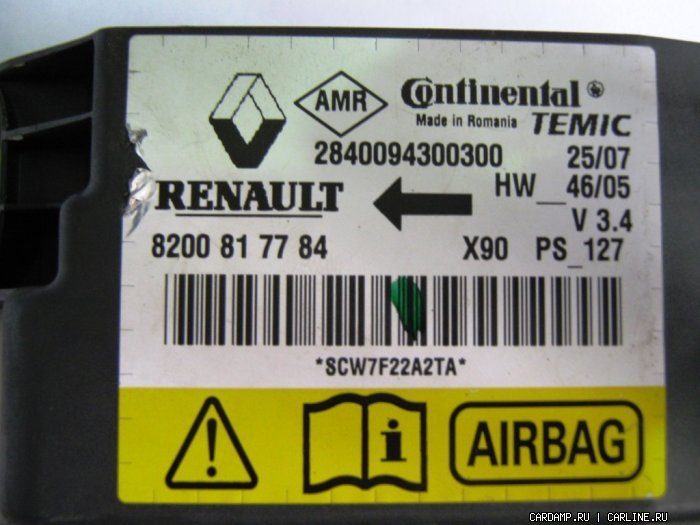 AMR
Continental
Made in Romania TEMIC
2840094300300 25/07
RENAULT HW__46/05
V 3.4
8200 81 77 84 X90 PS_127
*SCW7F22A2TA*
i AIRBAG
CARDAMP.RU | CARLINE.RU